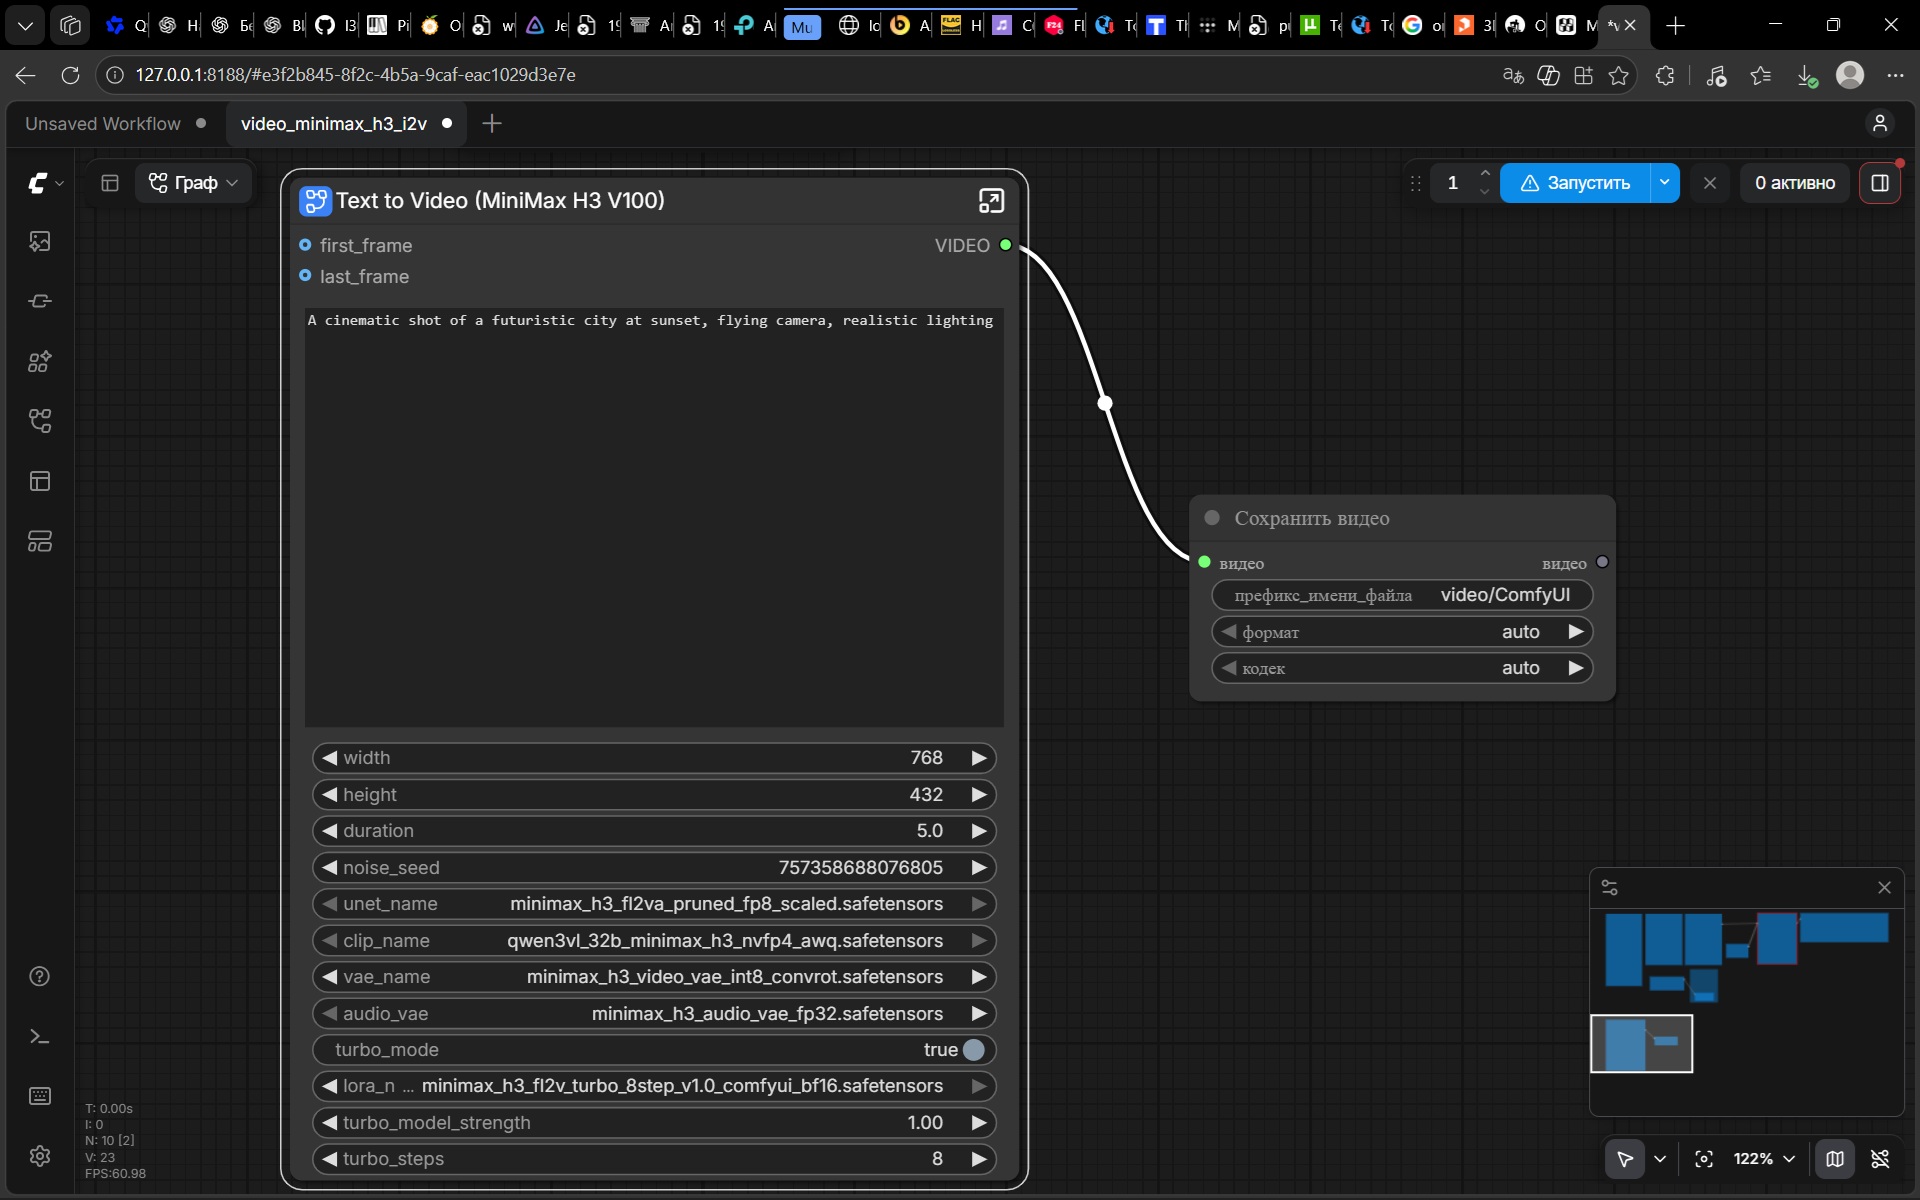 127.0.0.1:8188/#e3f2b845-8f2c-4b5a-9caf-eac1029d3e7e
Unsaved Workflow
video_minimax_h3_i2v
Граф
1
Запустить
0 активно
Text to Video (MiniMax H3 V100)
first_frame
VIDEO
last_frame
A cinematic shot of a futuristic city at sunset, flying camera, realistic lighting
Сохранить видео
видео
видео
префикс_имени_файла video/ComfyUI
формат auto
кодек auto
width 768
height 432
duration 5.0
noise_seed 757358688076805
unet_name minimax_h3_fl2va_pruned_fp8_scaled.safetensors
clip_name qwen3vl_32b_minimax_h3_nvfp4_awq.safetensors
vae_name minimax_h3_video_vae_int8_convrot.safetensors
audio_vae minimax_h3_audio_vae_fp32.safetensors
turbo_mode true
lora_n ... minimax_h3_fl2v_turbo_8step_v1.0_comfyui_bf16.safetensors
turbo_model_strength 1.00
turbo_steps 8
T: 0.00s
I: 0
N: 10 [2]
V: 23
FPS:60.98
122%